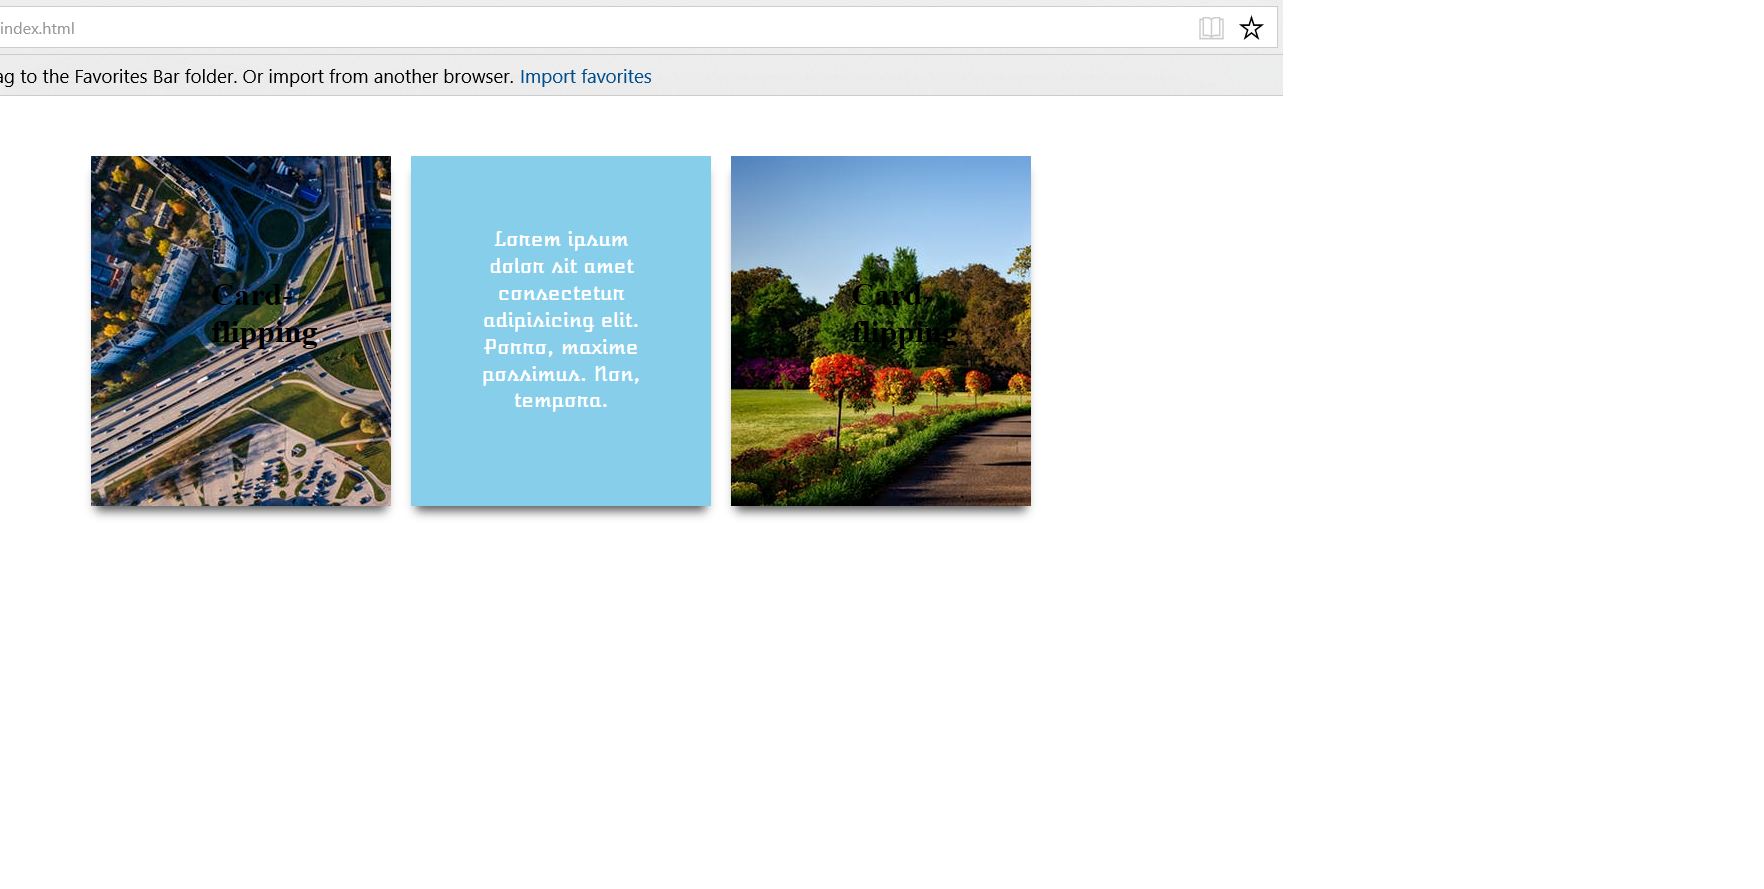 index.html
ag to the Favorites Bar folder. Or import from another browser. Import favorites
Card-
flipping
Lorem ipsum
dolor sit amet
consectetur
adipisicing elit.
Porro, maxime
possimus. Non,
tempora.
Card-
flipping